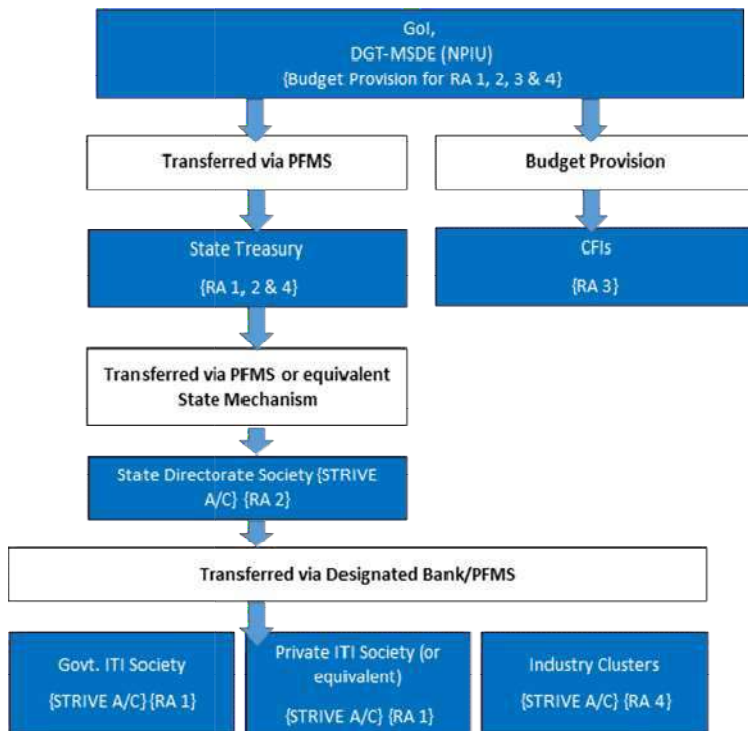 GoI,
DGT-MSDE (NPIU)
{Budget Provision for RA 1, 2, 3 & 4}
Transferred via PFMS
Budget Provision
State Treasury
{RA 1, 2 & 4}
CFIs
{RA 3}
Transferred via PFMS or equivalent
State Mechanism
State Directorate Society {STRIVE
A/C} {RA 2}
Transferred via Designated Bank/PFMS
Govt. ITI Society
{STRIVE A/C} {RA 1}
Private ITI Society (or
equivalent)
{STRIVE A/C} {RA 1}
Industry Clusters
{STRIVE A/C} {RA 4}